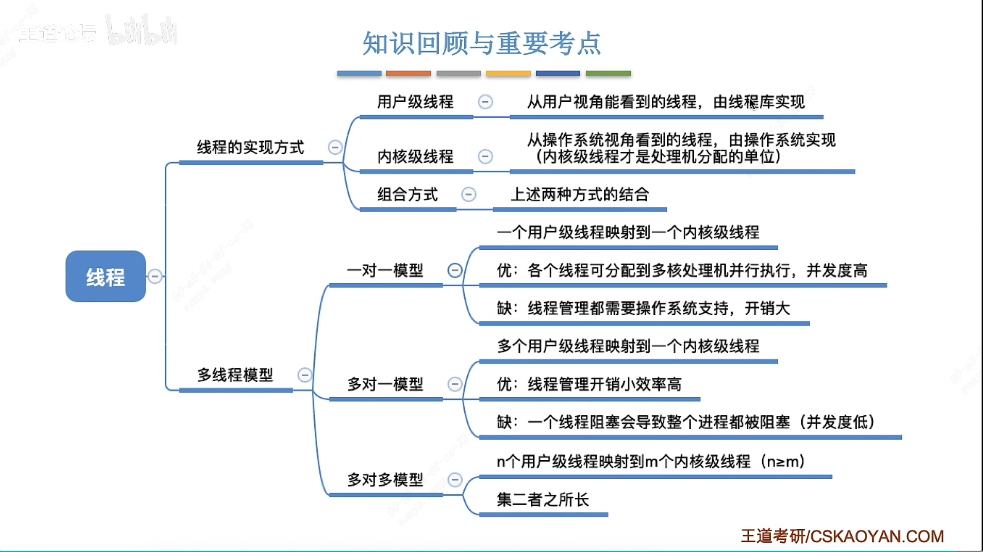 王道论坛 bilibili
知识回顾与重要考点
线程
线程的实现方式
用户级线程
从用户视角能看到的线程，由线程库实现
内核级线程
从操作系统视角看到的线程，由操作系统实现
（内核级线程才是处理机分配的单位）
组合方式
上述两种方式的结合
多线程模型
一对一模型
一个用户级线程映射到一个内核级线程
优：各个线程可分配到多核处理机并行执行，并发度高
缺：线程管理都需要操作系统支持，开销大
多对一模型
多个用户级线程映射到一个内核级线程
优：线程管理开销小效率高
缺：一个线程阻塞会导致整个进程都被阻塞（并发度低）
多对多模型
n个用户级线程映射到m个内核级线程（n≥m）
集二者之所长
王道考研/CSKAOYAN.COM